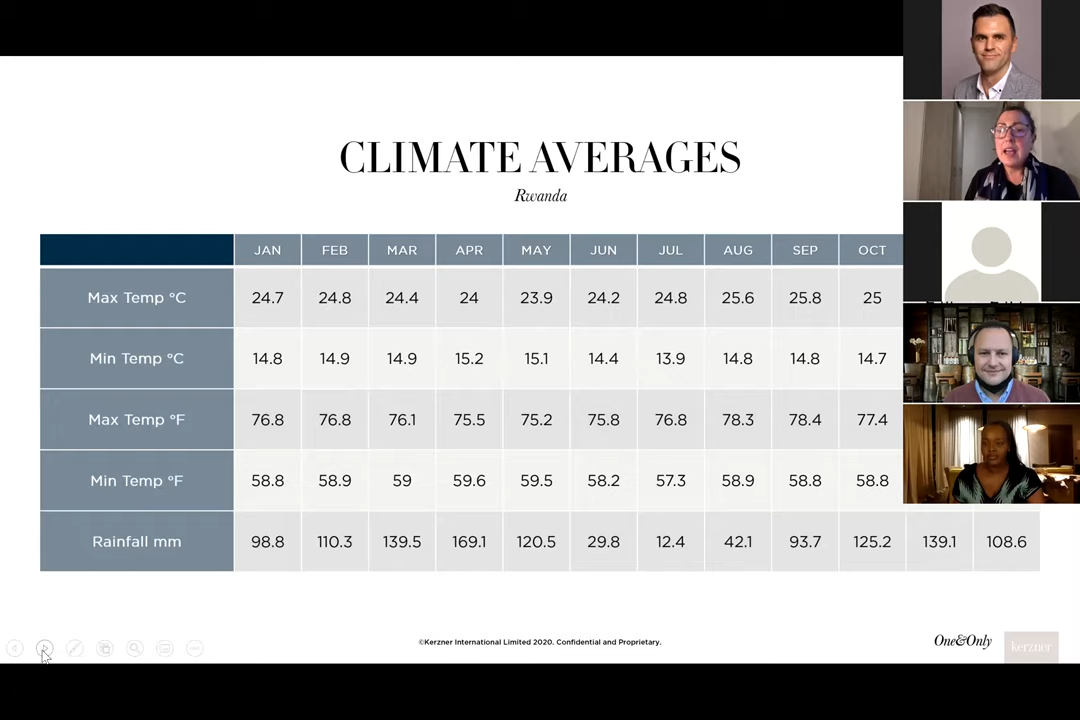 CLIMATE AVERAGES
Rwanda
JAN FEB MAR APR MAY JUN JUL AUG SEP OCT
Max Temp °C 24.7 24.8 24.4 24 23.9 24.2 24.8 25.6 25.8 25
Min Temp °C 14.8 14.9 14.9 15.2 15.1 14.4 13.9 14.8 14.8 14.7
Max Temp °F 76.8 76.8 76.1 75.5 75.2 75.8 76.8 78.3 78.4 77.4
Min Temp °F 58.8 58.9 59 59.6 59.5 58.2 57.3 58.9 58.8 58.8
Rainfall mm 98.8 110.3 139.5 169.1 120.5 29.8 12.4 42.1 93.7 125.2 139.1 108.6
©Kerzner International Limited 2020. Confidential and Proprietary.
One&Only
kerzner